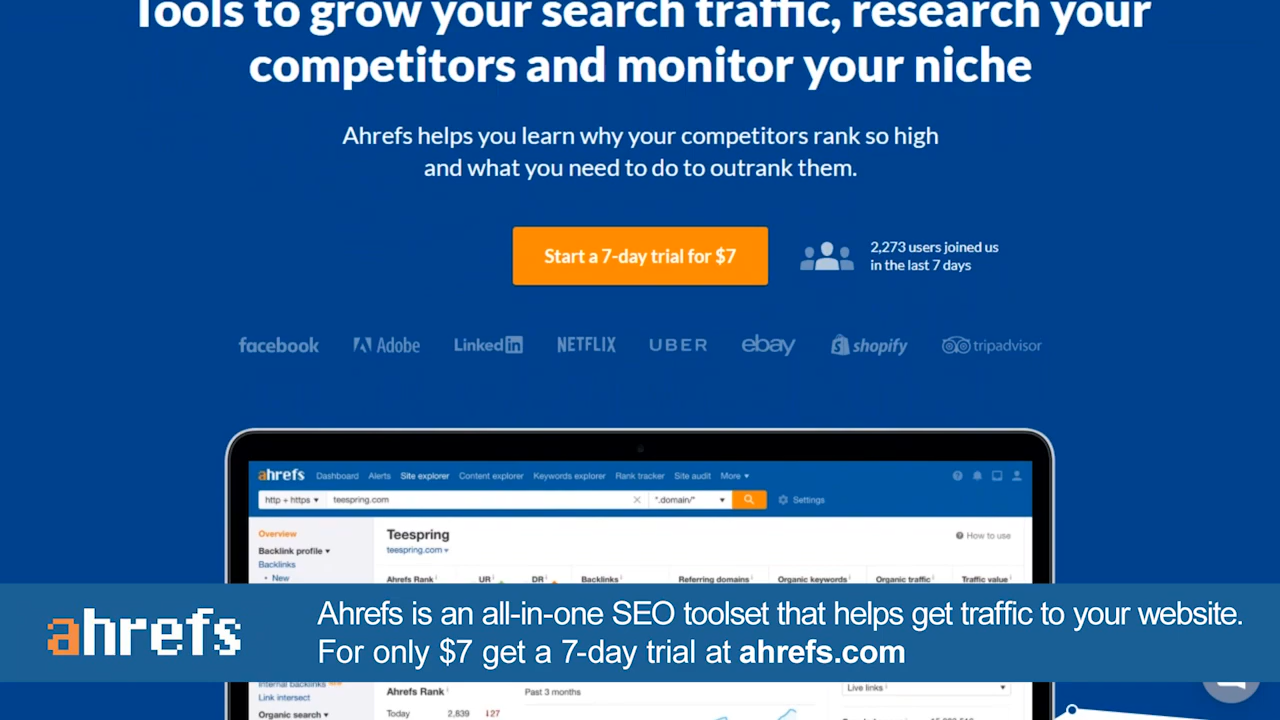 Tools to grow your search traffic, research your
competitors and monitor your niche
Ahrefs helps you learn why your competitors rank so high
and what you need to do to outrank them.
Start a 7-day trial for $7
2,273 users joined us
in the last 7 days
facebook Adobe LinkedIn NETFLIX UBER ebay shopify tripadvisor
ahrefs Dashboard Alerts Site explorer Content explorer Keywords explorer Rank tracker Site audit More
http + https teespring.com *.domain/* Settings
Overview
Backlink profile
Backlinks
• New
Teespring
teespring.com
How to use
Ahrefs Rank UR DR Backlinks Referring domains Organic keywords Organic traffic Traffic value
ahrefs
Ahrefs is an all-in-one SEO toolset that helps get traffic to your website.
For only $7 get a 7-day trial at ahrefs.com
Internal backlinks
Link intersect
Organic search
Ahrefs Rank
Today 2,839 27
Past 3 months
Live links